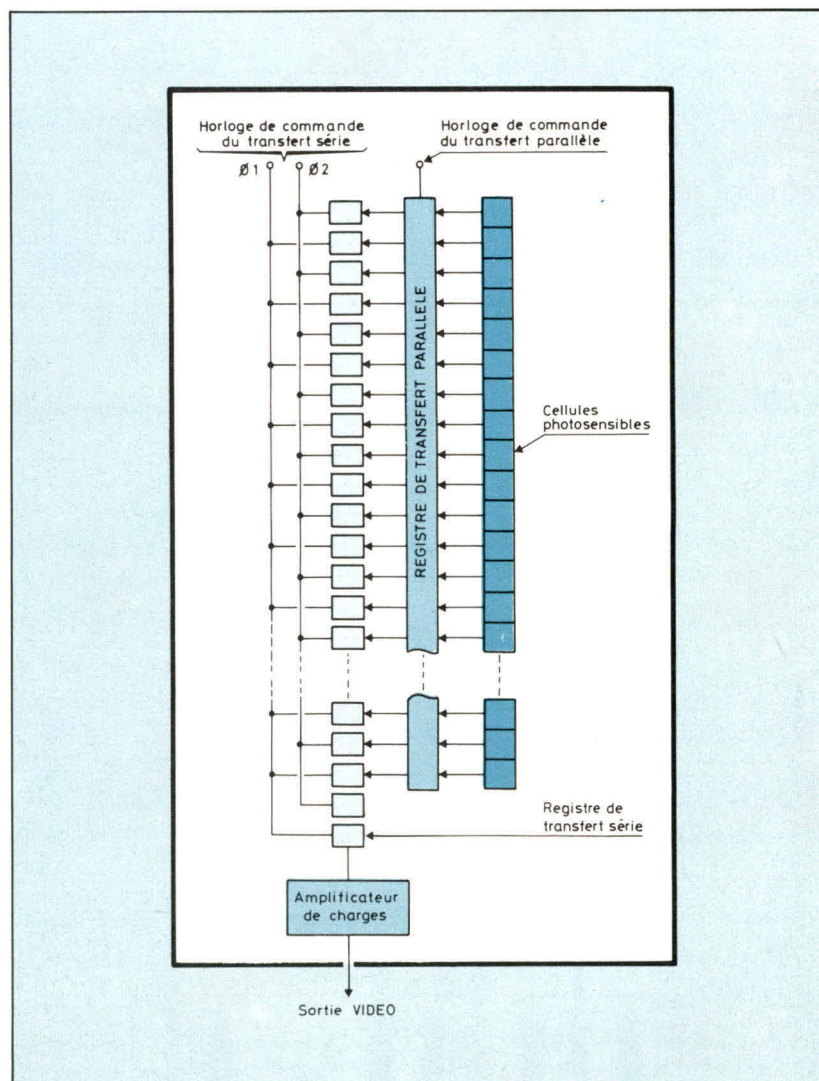 Horloge de commande
du transfert série
Ø1
Ø2
Horloge de commande
du transfert parallèle
REGISTRE DE TRANSFERT PARALLELE
Cellules
photosensibles
Registre de
transfert série
Amplificateur
de charges
Sortie VIDEO